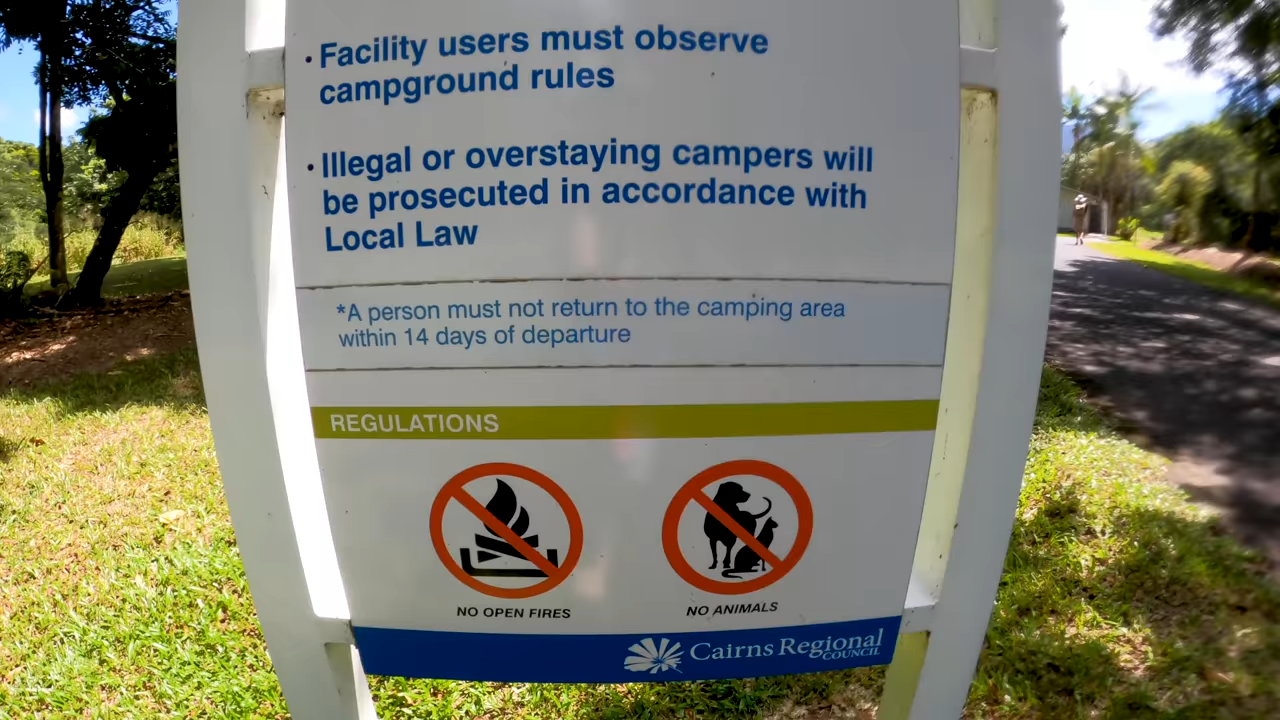 • Facility users must observe
campground rules
• Illegal or overstaying campers will
be prosecuted in accordance with
Local Law
*A person must not return to the camping area
within 14 days of departure
REGULATIONS
NO OPEN FIRES
NO ANIMALS
Cairns Regional
COUNCIL